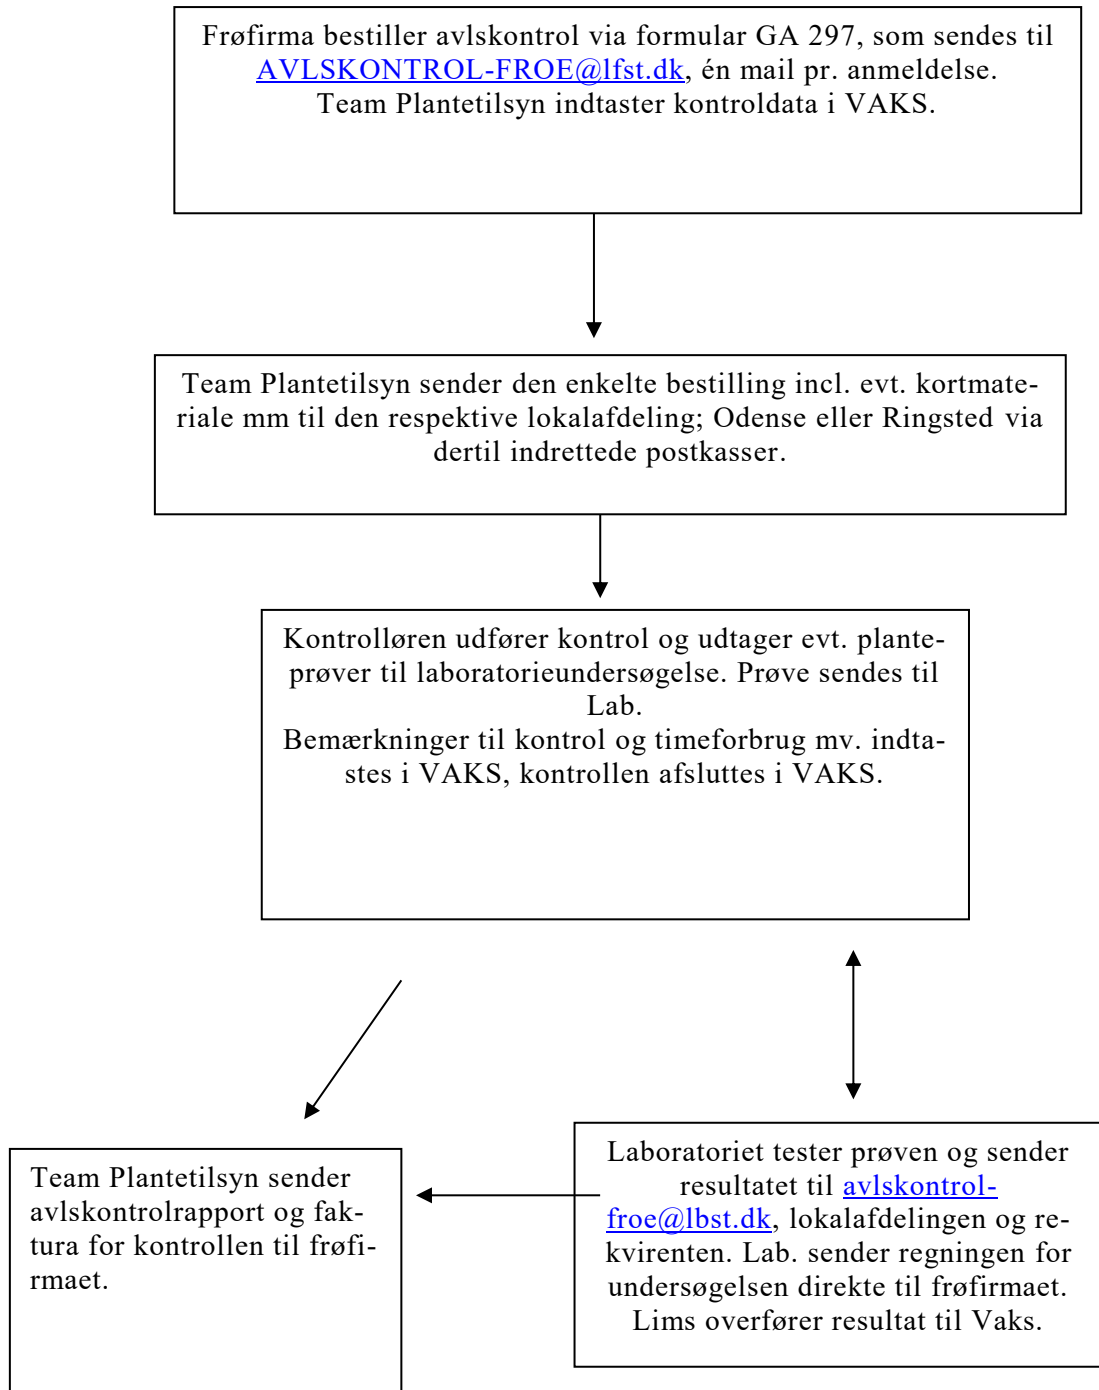 Frøfirma bestiller avlskontrol via formular GA 297, som sendes til
AVLSKONTROL-FROE@lfst.dk, én mail pr. anmeldelse.
Team Plantetilsyn indtaster kontroldata i VAKS.
Team Plantetilsyn sender den enkelte bestilling incl. evt. kortmate-
riale mm til den respektive lokalafdeling; Odense eller Ringsted via
dertil indrettede postkasser.
Kontrolløren udfører kontrol og udtager evt. plante-
prøver til laboratorieundersøgelse. Prøve sendes til
Lab.
Bemærkninger til kontrol og timeforbrug mv. indta-
stes i VAKS, kontrollen afsluttes i VAKS.
Team Plantetilsyn sender
avlskontrolrapport og fak-
tura for kontrollen til frøfi-
rmaet.
Laboratoriet tester prøven og sender
resultatet til avlskontrol-
froe@lbst.dk, lokalafdelingen og re-
kvirenten. Lab. sender regningen for
undersøgelsen direkte til frøfirmaet.
Lims overfører resultat til Vaks.